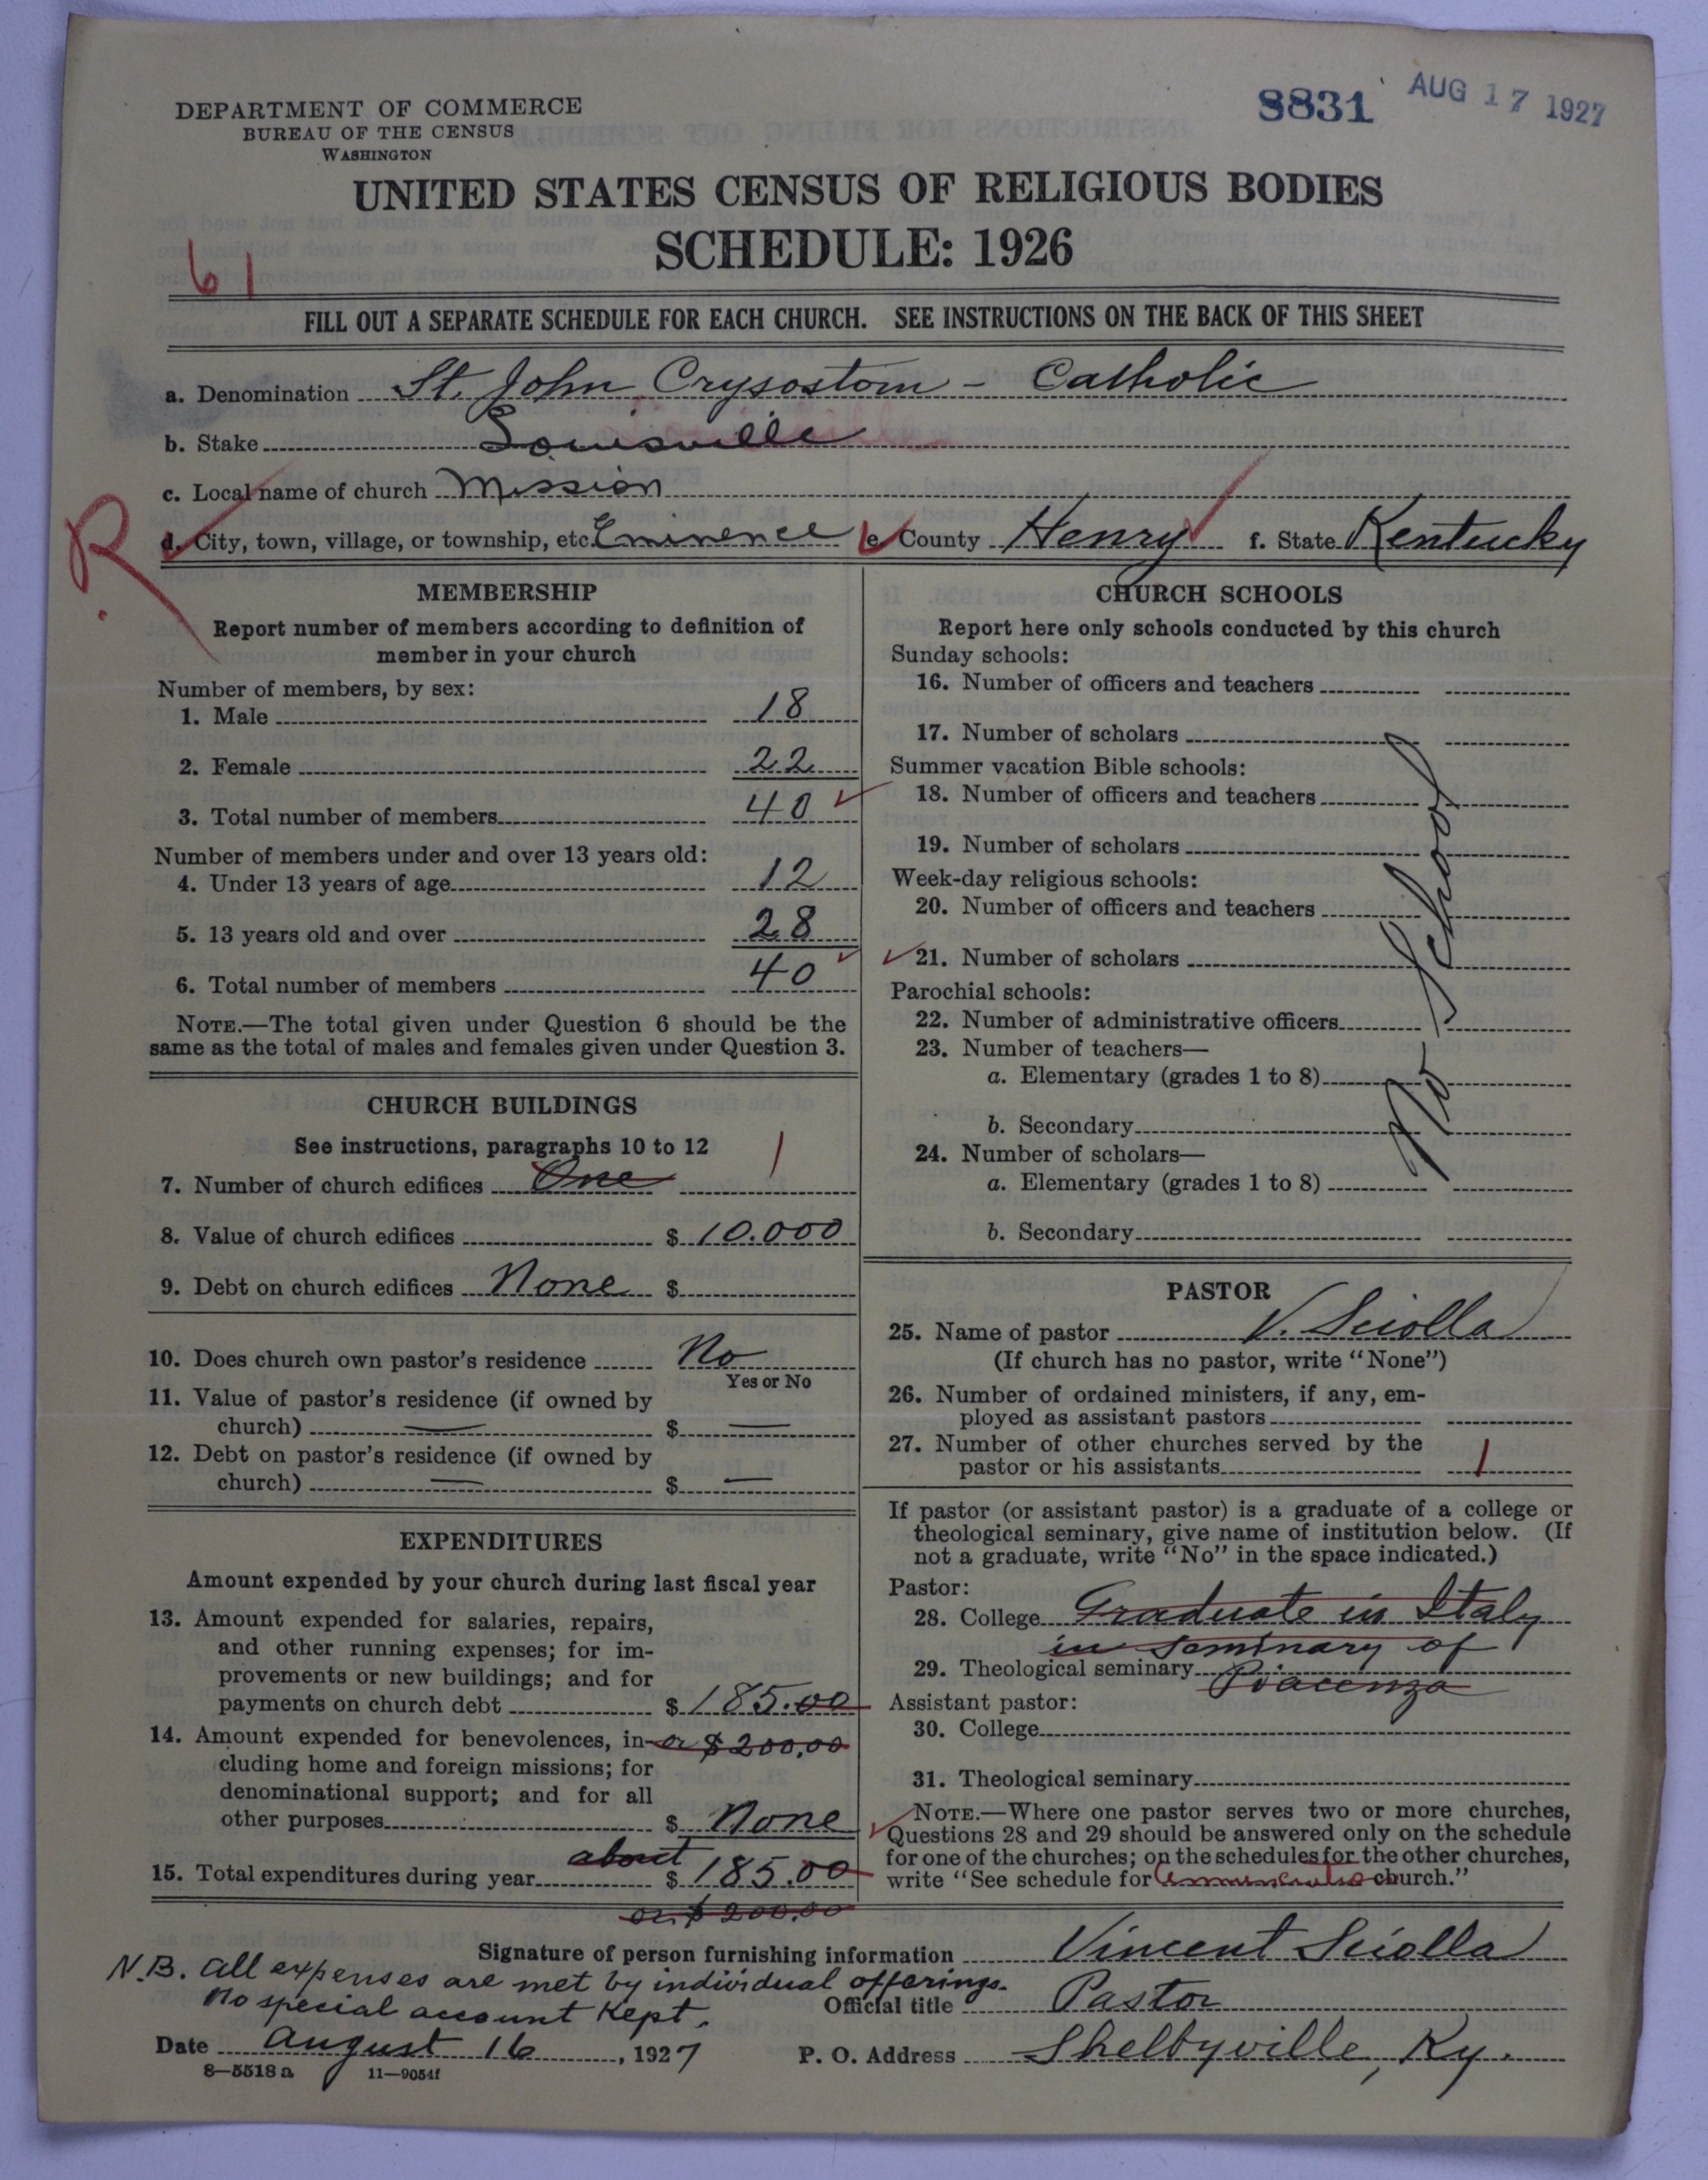 8831 AUG 17 1927
DEPARTMENT OF COMMERCE
BUREAU OF THE CENSUS
WASHINGTON
UNITED STATES CENSUS OF RELIGIOUS BODIES
SCHEDULE: 1926
61
FILL OUT A SEPARATE SCHEDULE FOR EACH CHURCH. SEE INSTRUCTIONS ON THE BACK OF THIS SHEET
a. Denomination St. John Crysostom - Catholic
b. Stake Louisville
c. Local name of church Mission
R
d. City, town, village, or township, etc. Eminence e. County Henry f. State Kentucky
MEMBERSHIP
Report number of members according to definition of
member in your church
Number of members, by sex:
1. Male 18
2. Female 22
3. Total number of members 40
Number of members under and over 13 years old:
4. Under 13 years of age 12
5. 13 years old and over 28
6. Total number of members 40
NOTE.—The total given under Question 6 should be the
same as the total of males and females given under Question 3.
CHURCH BUILDINGS
See instructions, paragraphs 10 to 12
7. Number of church edifices One 1
8. Value of church edifices $ 10.000
9. Debt on church edifices None $
10. Does church own pastor's residence No
Yes or No
11. Value of pastor's residence (if owned by
church) — $ —
12. Debt on pastor's residence (if owned by
church) — $ —
EXPENDITURES
Amount expended by your church during last fiscal year
13. Amount expended for salaries, repairs,
and other running expenses; for im-
provements or new buildings; and for
payments on church debt $ 185.00
or $200.00
14. Amount expended for benevolences, in-
cluding home and foreign missions; for
denominational support; and for all
other purposes $ None
15. Total expenditures during year about $ 185.00
or $200.00
CHURCH SCHOOLS
Report here only schools conducted by this church
Sunday schools:
16. Number of officers and teachers
17. Number of scholars
Summer vacation Bible schools:
18. Number of officers and teachers
19. Number of scholars
Week-day religious schools:
20. Number of officers and teachers
21. Number of scholars
Parochial schools:
22. Number of administrative officers
23. Number of teachers—
a. Elementary (grades 1 to 8)
b. Secondary
24. Number of scholars—
a. Elementary (grades 1 to 8)
b. Secondary
No School
PASTOR
25. Name of pastor V. Sciolla
(If church has no pastor, write "None")
26. Number of ordained ministers, if any, em-
ployed as assistant pastors
27. Number of other churches served by the
pastor or his assistants 1
If pastor (or assistant pastor) is a graduate of a college or
theological seminary, give name of institution below. (If
not a graduate, write "No" in the space indicated.)
Pastor:
28. College Graduate in Italy
in seminary of
29. Theological seminary Piacenza
Assistant pastor:
30. College
31. Theological seminary
NOTE.—Where one pastor serves two or more churches,
Questions 28 and 29 should be answered only on the schedule
for one of the churches; on the schedules for the other churches,
write "See schedule for church."
Signature of person furnishing information Vincent Sciolla
N.B. All expenses are met by individual offerings.
No special account kept.
Official title Pastor
Date August 16, 1927
P. O. Address Shelbyville, Ky.
8—5518 a 11—9054f